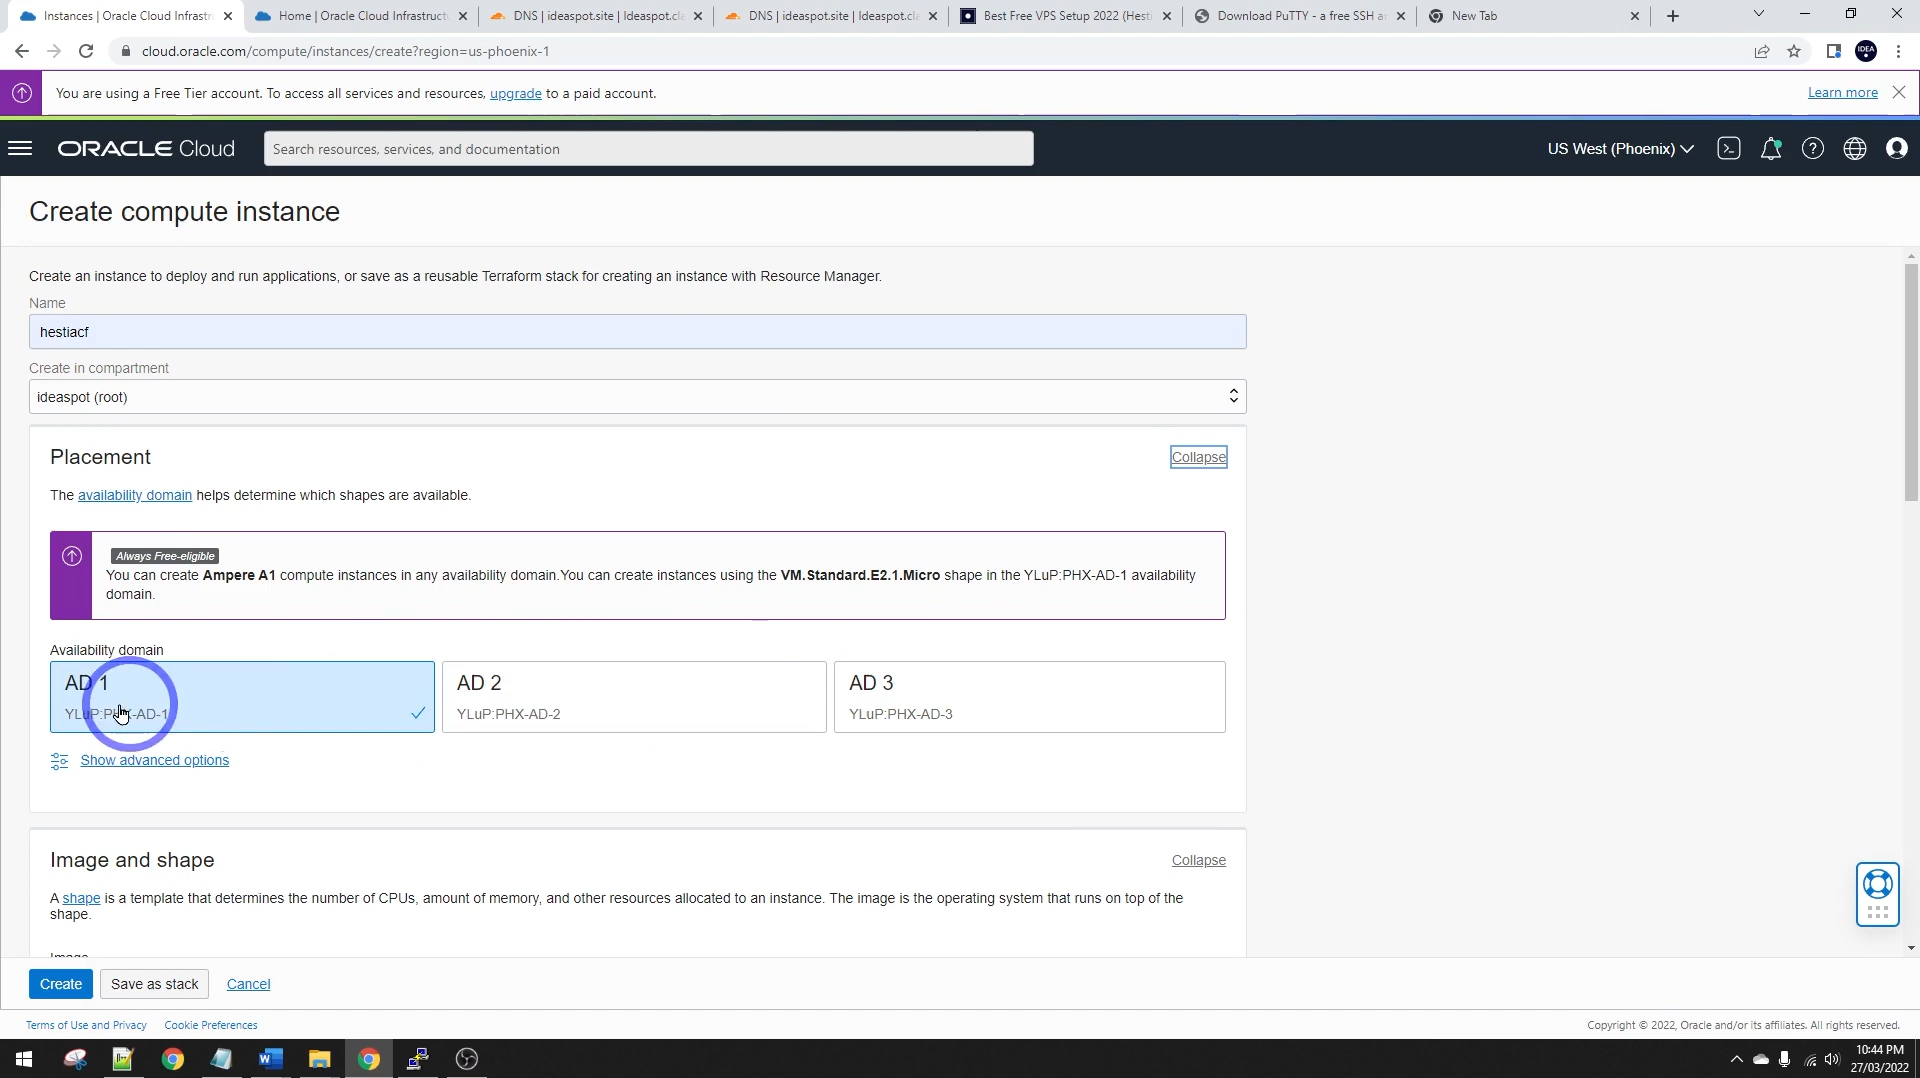 Instances | Oracle Cloud Infrastr
Home | Oracle Cloud Infrastructu
DNS | ideaspot.site | Ideaspot.cl
DNS | ideaspot.site | Ideaspot.cl
Best Free VPS Setup 2022 (Hesti
Download PuTTY - a free SSH a
New Tab
cloud.oracle.com/compute/instances/create?region=us-phoenix-1
IDEA
You are using a Free Tier account. To access all services and resources, upgrade to a paid account.
Learn more
ORACLE Cloud
Search resources, services, and documentation
US West (Phoenix)
Create compute instance
Create an instance to deploy and run applications, or save as a reusable Terraform stack for creating an instance with Resource Manager.
Name
hestiacf
Create in compartment
ideaspot (root)
Placement
Collapse
The availability domain helps determine which shapes are available.
Always Free-eligible
You can create Ampere A1 compute instances in any availability domain.You can create instances using the VM.Standard.E2.1.Micro shape in the YLuP:PHX-AD-1 availability
domain.
Availability domain
AD 1
YLuP:PHX-AD-1
AD 2
YLuP:PHX-AD-2
AD 3
YLuP:PHX-AD-3
Show advanced options
Image and shape
Collapse
A shape is a template that determines the number of CPUs, amount of memory, and other resources allocated to an instance. The image is the operating system that runs on top of the
shape.
Image
Create
Save as stack
Cancel
Terms of Use and Privacy
Cookie Preferences
Copyright © 2022, Oracle and/or its affiliates. All rights reserved.
10:44 PM
27/03/2022